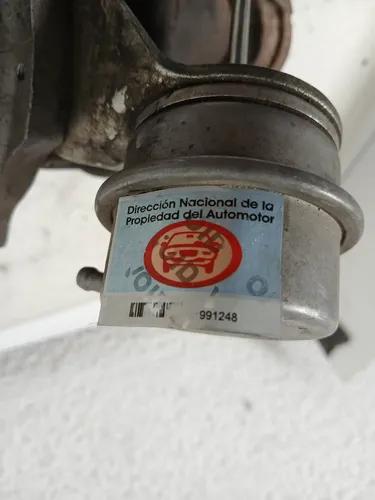 Dirección Nacional de la
Propiedad del Automotor
991248